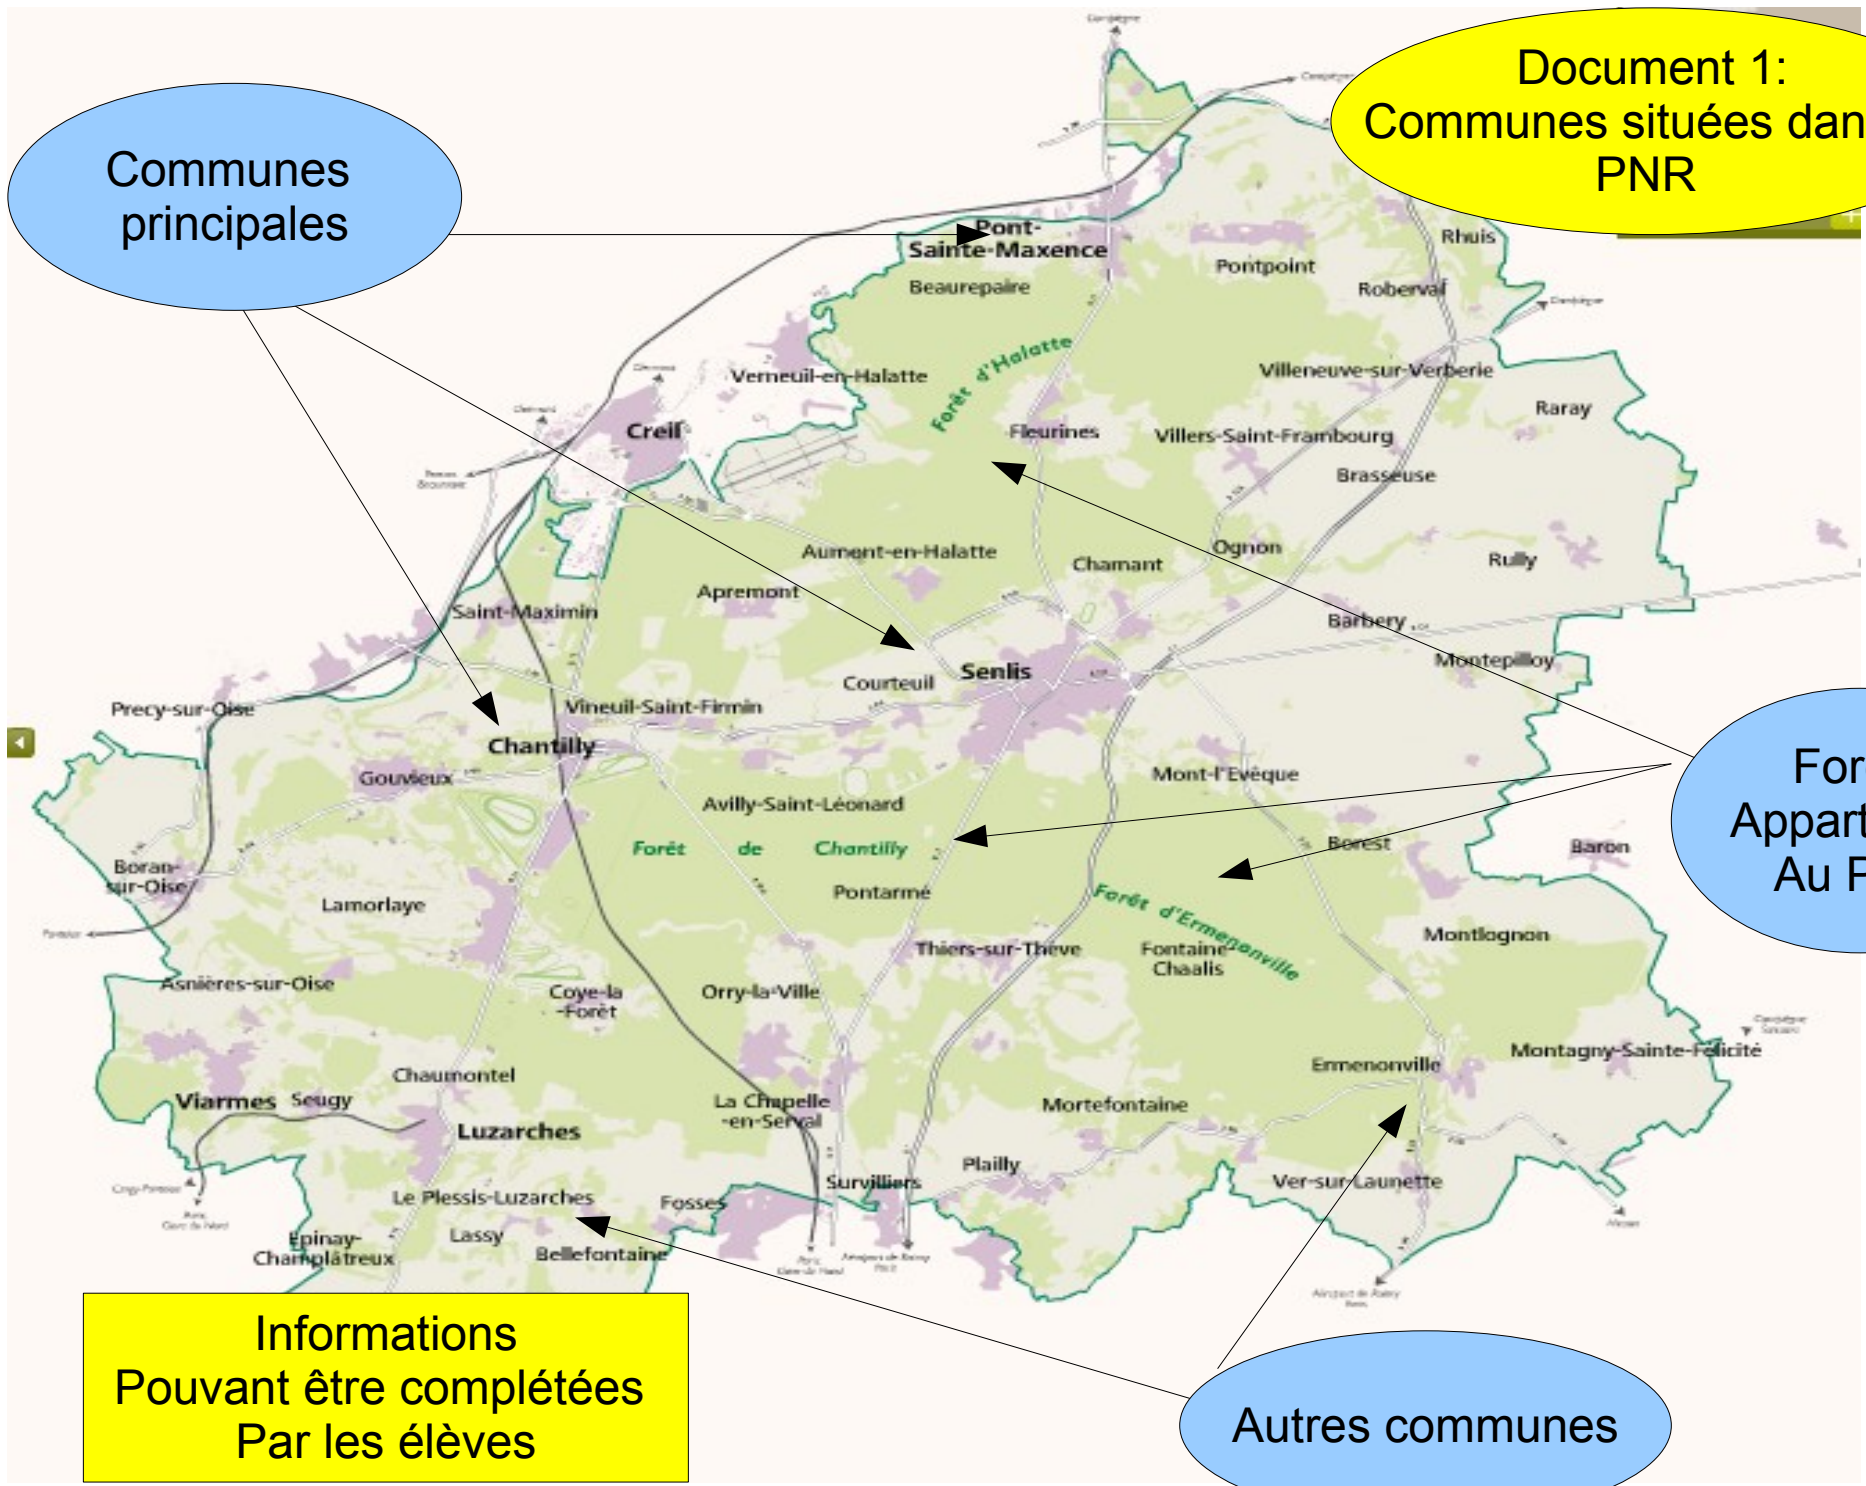 Compiègne
Document 1:
Communes situées dan
PNR
Communes
principales
Pont-
Sainte-Maxence
Rhuis
Pontpoint
Beaurepaire
Roberval
Forêt d'Halatte
Verneuil-en-Halatte
Villeneuve-sur-Verberie
Raray
Creil
Fleurines
Villers-Saint-Frambourg
Brasseuse
Aumont-en-Halatte
Ognon
Chamant
Rully
Apremont
Saint-Maximin
Barbery
Montepilloy
Senlis
Courteuil
Precy-sur-Oise
Vineuil-Saint-Firmin
Chantilly
Gouvieux
Mont-l'Evèque
For
Appart
Au P
Avilly-Saint-Léonard
Forêt de Chantilly
Borest
Baron
Boran-
sur-Oise
Pontarmé
Lamorlaye
Forêt d'Ermenonville
Montlognon
Thiers-sur-Thève
Fontaine-
Chaalis
Asnières-sur-Oise
Coye-la
-Forêt
Orry-la-Ville
Montagny-Sainte-Félicité
Ermenonville
Chaumontel
Viarmes
Seugy
La Chapelle
-en-Serval
Mortefontaine
Luzarches
Plailly
Survilliers
Ver-sur-Launette
Le Plessis-Luzarches
Fosses
Lassy
Epinay-
Champlâtreux
Bellefontaine
Informations
Pouvant être complétées
Par les élèves
Autres communes